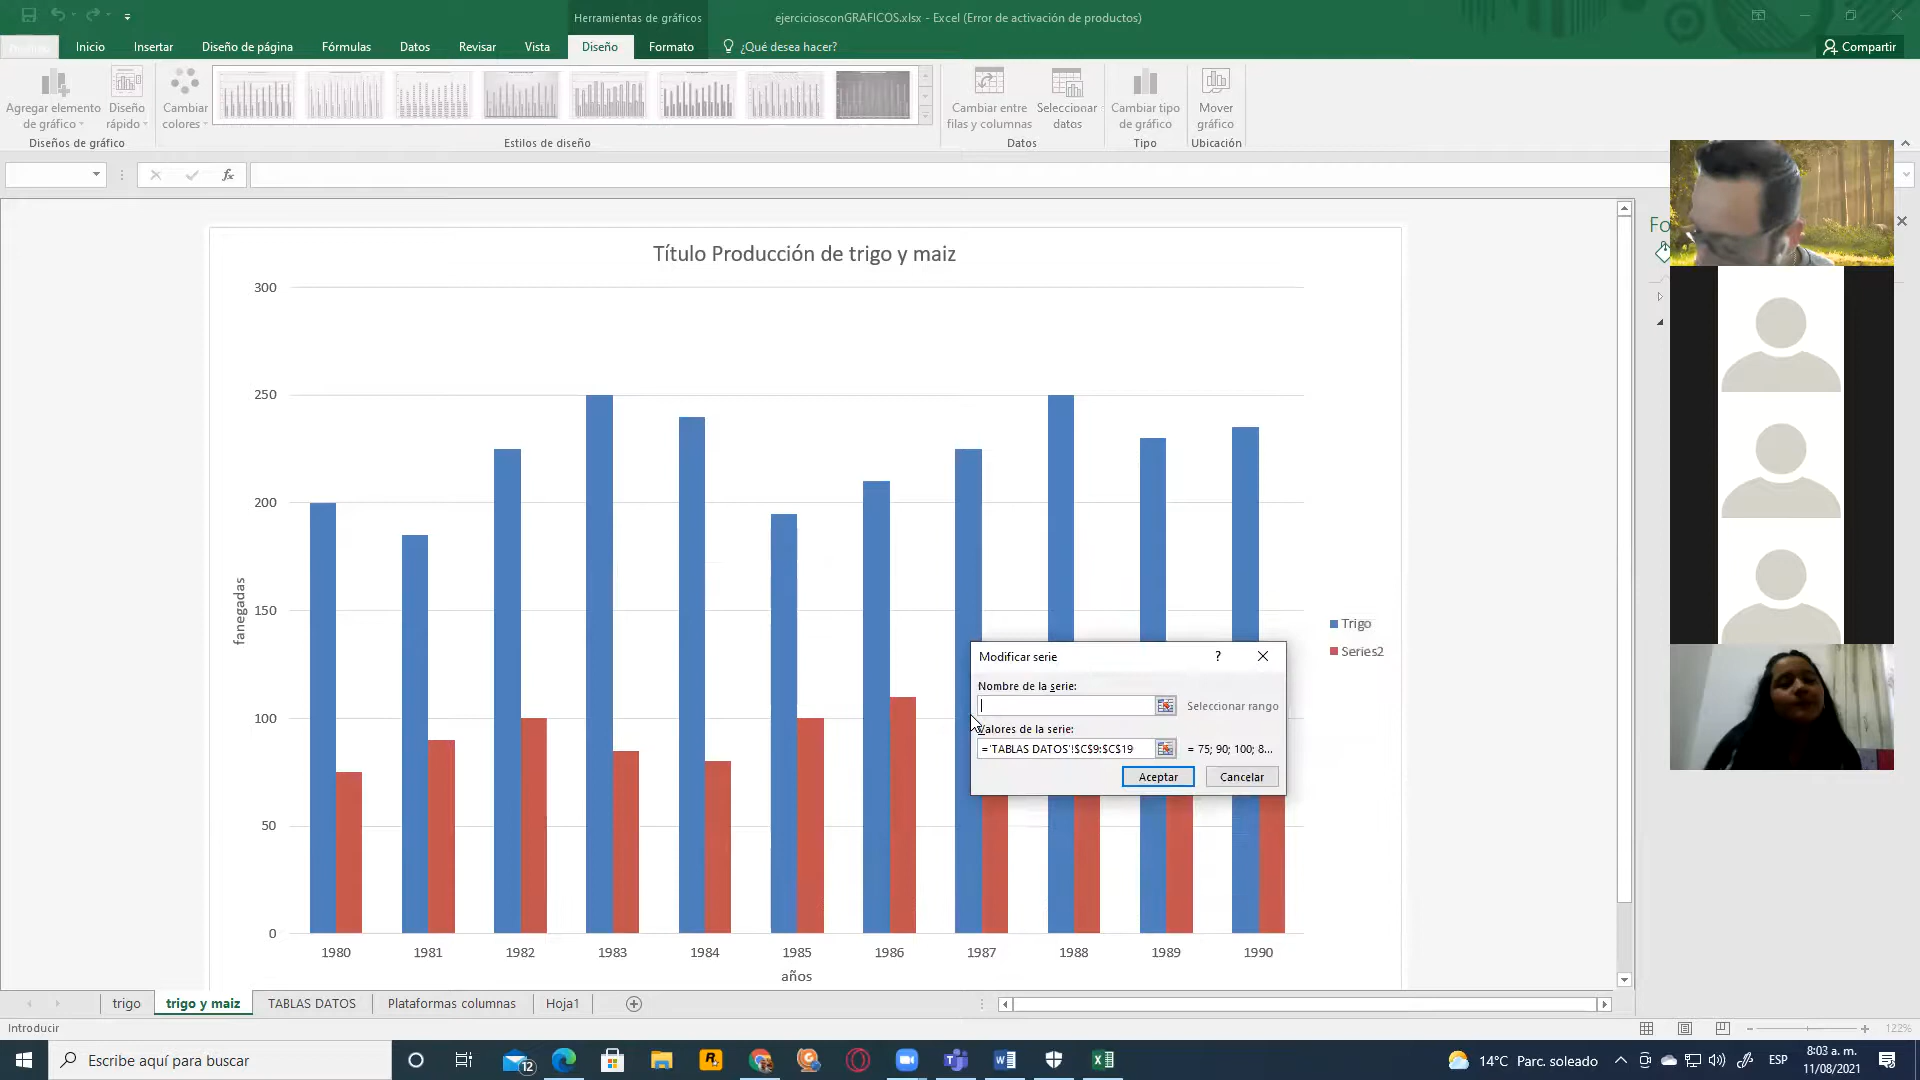 Herramientas de gráficos
ejerciciosconGRAFICOS.xlsx - Excel (Error de activación de productos)
Inicio
Insertar
Diseño de página
Fórmulas
Datos
Revisar
Vista
Diseño
Formato
¿Qué desea hacer?
Compartir
Agregar elemento
de gráfico
Diseño
rápido
Cambiar
colores
Cambiar entre
filas y columnas
Seleccionar
datos
Cambiar tipo
de gráfico
Mover
gráfico
Diseños de gráfico
Estilos de diseño
Datos
Tipo
Ubicación
fx
Fo
Título Producción de trigo y maiz
300
250
200
150
100
50
0
fanegadas
1980
1981
1982
1983
1984
1985
1986
1987
1988
1989
1990
años
Trigo
Series2
Modificar serie
?
Nombre de la serie:
Seleccionar rango
Valores de la serie:
='TABLAS DATOS'!$C$9:$C$19
= 75; 90; 100; 8...
Aceptar
Cancelar
trigo
trigo y maiz
TABLAS DATOS
Plataformas columnas
Hoja1
Introducir
122%
Escribe aquí para buscar
12
14°C Parc. soleado
ESP
8:03 a. m.
11/08/2021